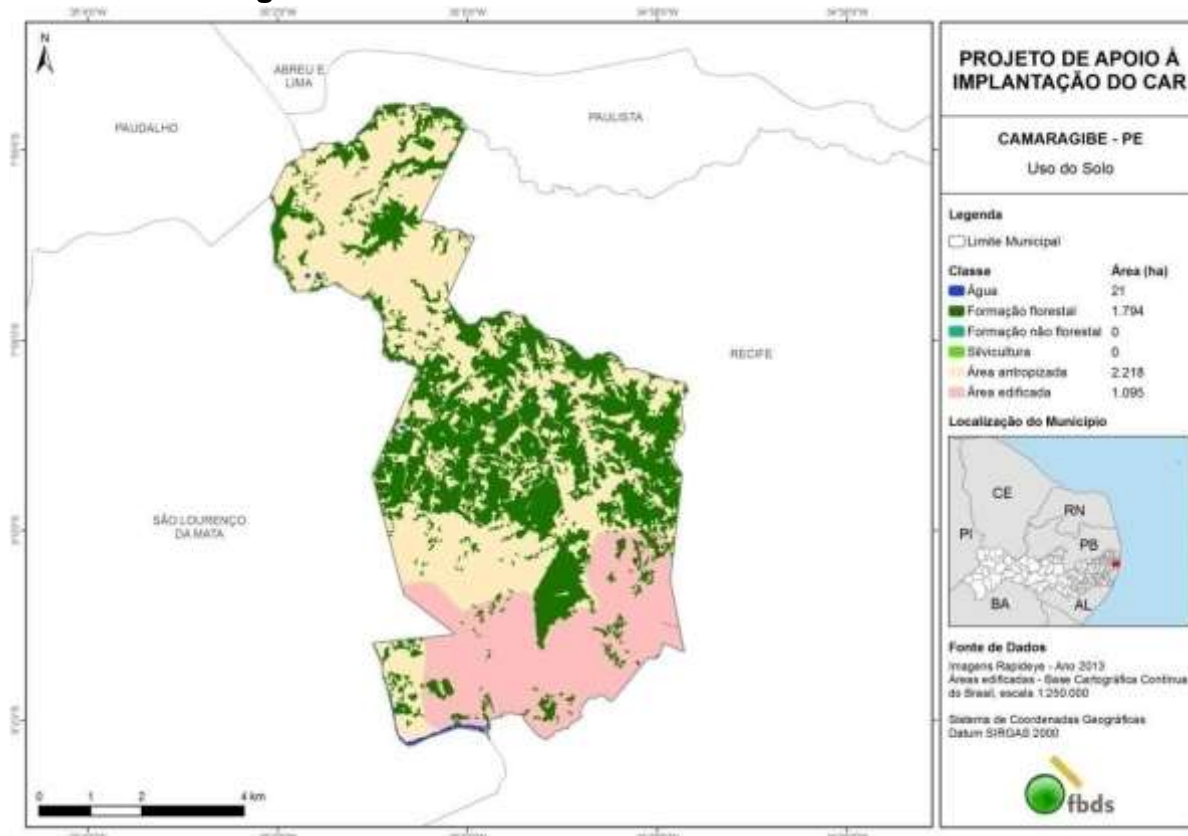 N
ABREU E
LIMA
PAUDALHO
PAULISTA
RECIFE
SÃO LOURENÇO
DA MATA
0 1 2 4 km
PROJETO DE APOIO À
IMPLANTAÇÃO DO CAR
CAMARAGIBE - PE
Uso do Solo
Legenda
Limite Municipal
Classe Área (ha)
Água 21
Formação florestal 1.794
Formação não florestal 0
Silvicultura 0
Área antropizada 2.218
Área edificada 1.095
Localização do Município
CE
RN
PI
PB
BA
AL
Fonte de Dados
Imagens Rapideye - Ano 2013
Áreas edificadas - Base Cartográfica Contínua
do Brasil, escala 1:250.000
Sistema de Coordenadas Geográficas
Datum SIRGAS 2000
fbds